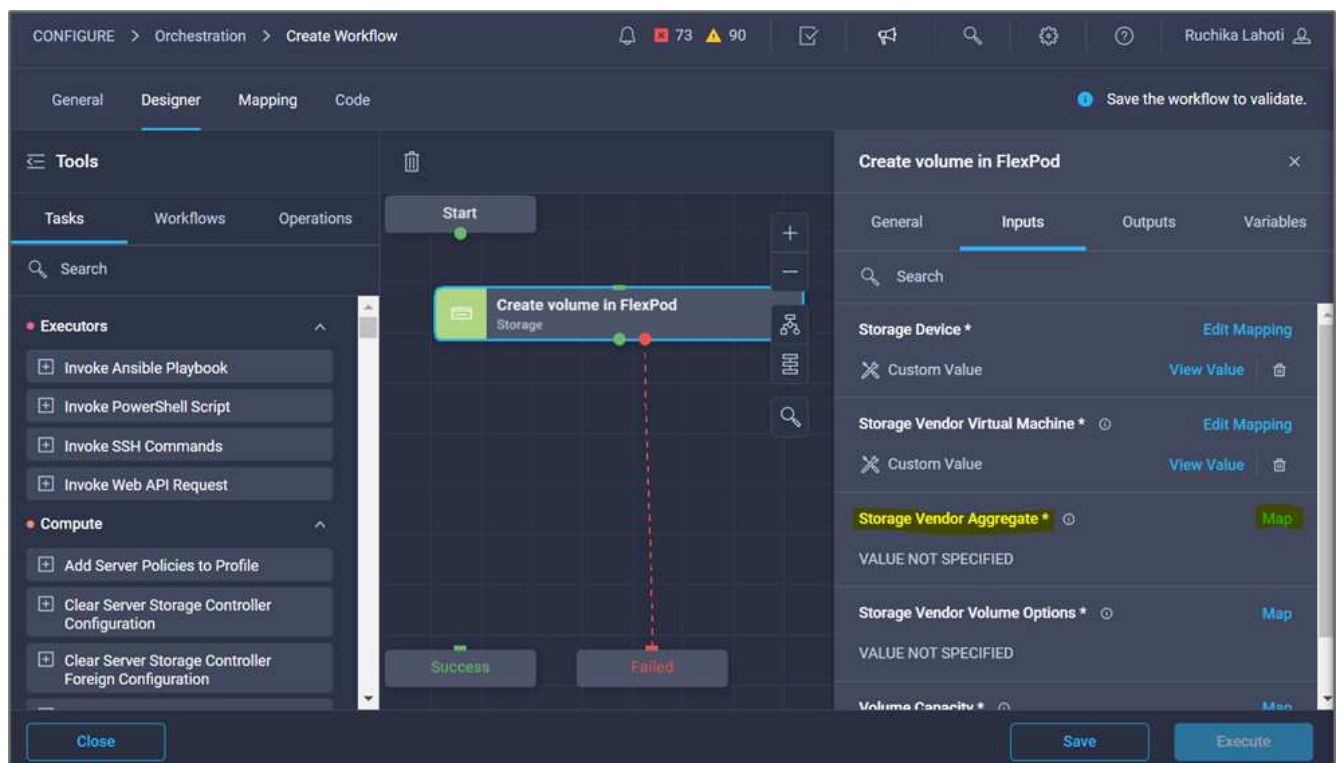 CONFIGURE > Orchestration > Create Workflow
73 90
Ruchika Lahoti
General Designer Mapping Code
Save the workflow to validate.
Tools
Tasks Workflows Operations
Search
Executors
Invoke Ansible Playbook
Invoke PowerShell Script
Invoke SSH Commands
Invoke Web API Request
Compute
Add Server Policies to Profile
Clear Server Storage Controller
Configuration
Clear Server Storage Controller
Foreign Configuration
Start
Create volume in FlexPod
Storage
Success
Failed
Create volume in FlexPod
General Inputs Outputs Variables
Search
Storage Device * Edit Mapping
Custom Value View Value
Storage Vendor Virtual Machine * Edit Mapping
Custom Value View Value
Storage Vendor Aggregate * Map
VALUE NOT SPECIFIED
Storage Vendor Volume Options * Map
VALUE NOT SPECIFIED
Volume Capacity * Map
Close
Save
Execute